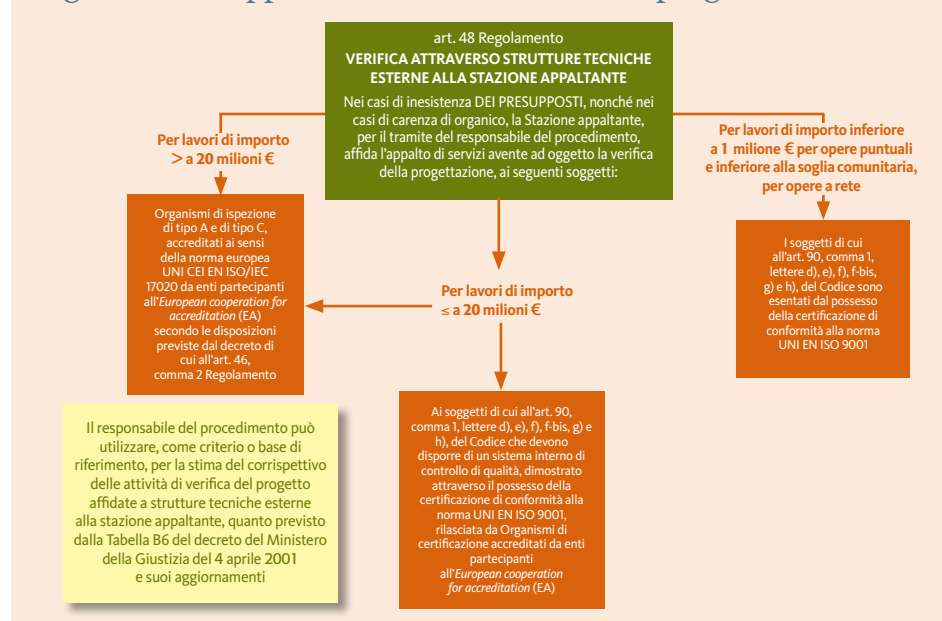 art. 48 Regolamento
VERIFICA ATTRAVERSO STRUTTURE TECNICHE
ESTERNE ALLA STAZIONE APPALTANTE
Nei casi di inesistenza DEI PRESUPPOSTI, nonché nei
casi di carenza di organico, la Stazione appaltante,
per il tramite del responsabile del procedimento,
affida l'appalto di servizi avente ad oggetto la verifica
della progettazione, ai seguenti soggetti:
Per lavori di importo
> a 20 milioni €
Per lavori di importo inferiore
a 1 milione € per opere puntuali
e inferiore alla soglia comunitaria,
per opere a rete
Organismi di ispezione
di tipo A e di tipo C,
accreditati ai sensi
della norma europea
UNI CEI EN ISO/IEC
17020 da enti partecipanti
all'European cooperation for
accreditation (EA)
secondo le disposizioni
previste dal decreto di
cui all'art. 46,
comma 2 Regolamento
Per lavori di importo
≤ a 20 milioni €
I soggetti di cui
all'art. 90, comma 1,
lettere d), e), f), f-bis,
g) e h), del Codice sono
esentati dal possesso
della certificazione di
conformità alla norma
UNI EN ISO 9001
Il responsabile del procedimento può
utilizzare, come criterio o base di
riferimento, per la stima del corrispettivo
delle attività di verifica del progetto
affidate a strutture tecniche esterne
alla stazione appaltante, quanto previsto
dalla Tabella B6 del decreto del Ministero
della Giustizia del 4 aprile 2001
e suoi aggiornamenti
Ai soggetti di cui all'art. 90,
comma 1, lettere d), e), f), f-bis, g) e
h), del Codice che devono
disporre di un sistema interno di
controllo di qualità, dimostrato
attraverso il possesso della
certificazione di conformità alla
norma UNI EN ISO 9001,
rilasciata da Organismi di
certificazione accreditati da enti
partecipanti
all'European cooperation
for accreditation (EA)